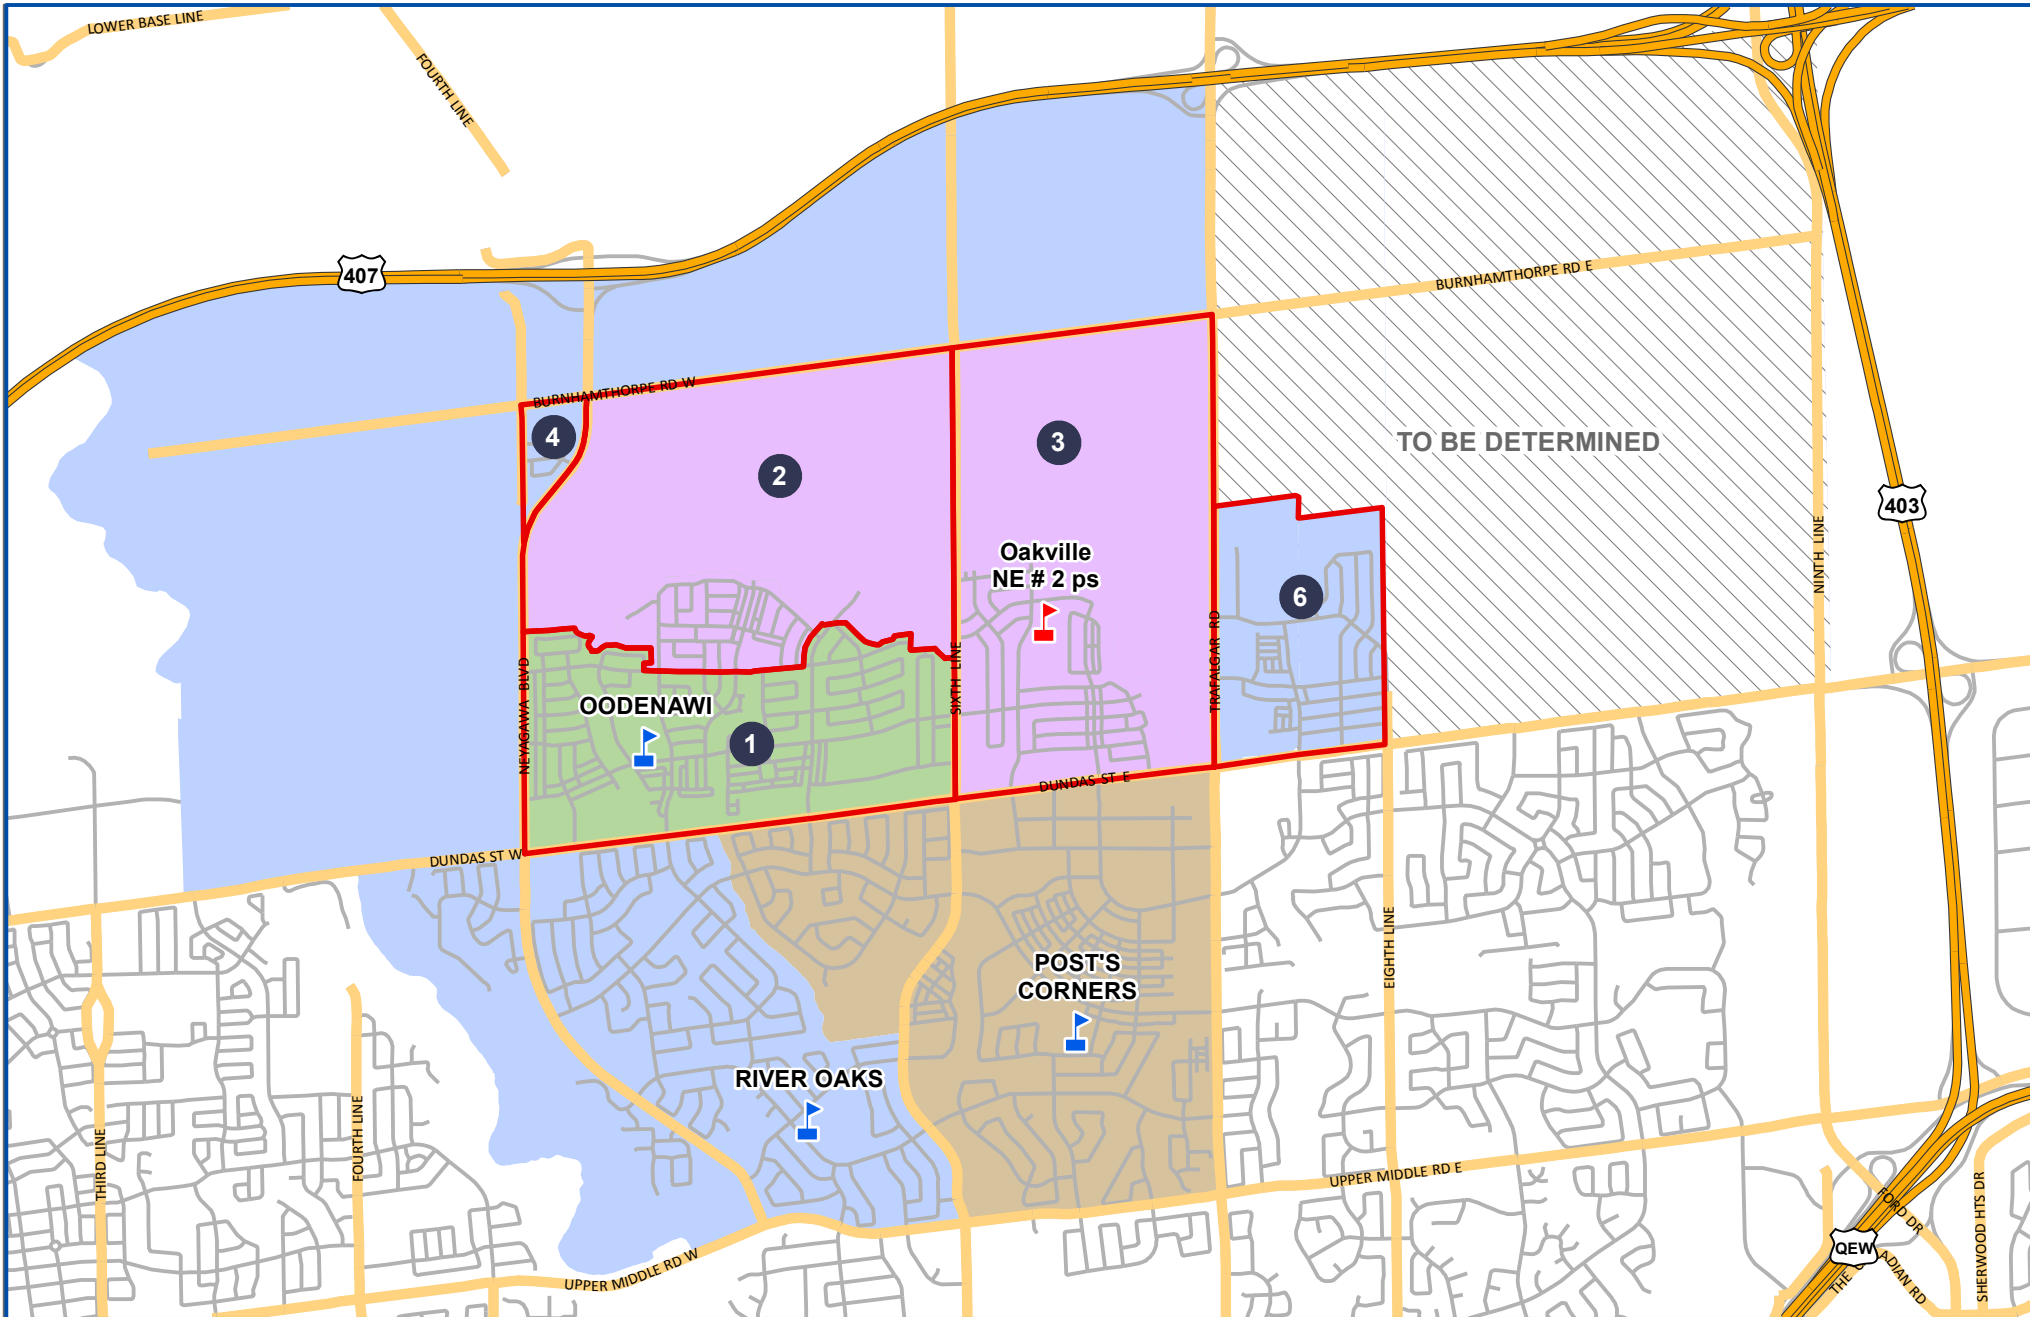 LOWER BASE LINE
FOURTH LINE
407
BURNHAMTHORPE RD E
BURNHAMTHORPE RD W
4
2
3
TO BE DETERMINED
403
Oakville
NE # 2 ps
6
NINTH LINE
TRAFALGAR RD
SIXTH LINE
NEYAGAWA BLVD
OODENAWI
1
DUNDAS ST E
DUNDAS ST W
EIGHTH LINE
POST'S
CORNERS
RIVER OAKS
THIRD LINE
FOURTH LINE
UPPER MIDDLE RD E
UPPER MIDDLE RD W
FORD DR
SHERWOOD HTS DR
QEW
THE
ADIAN RD